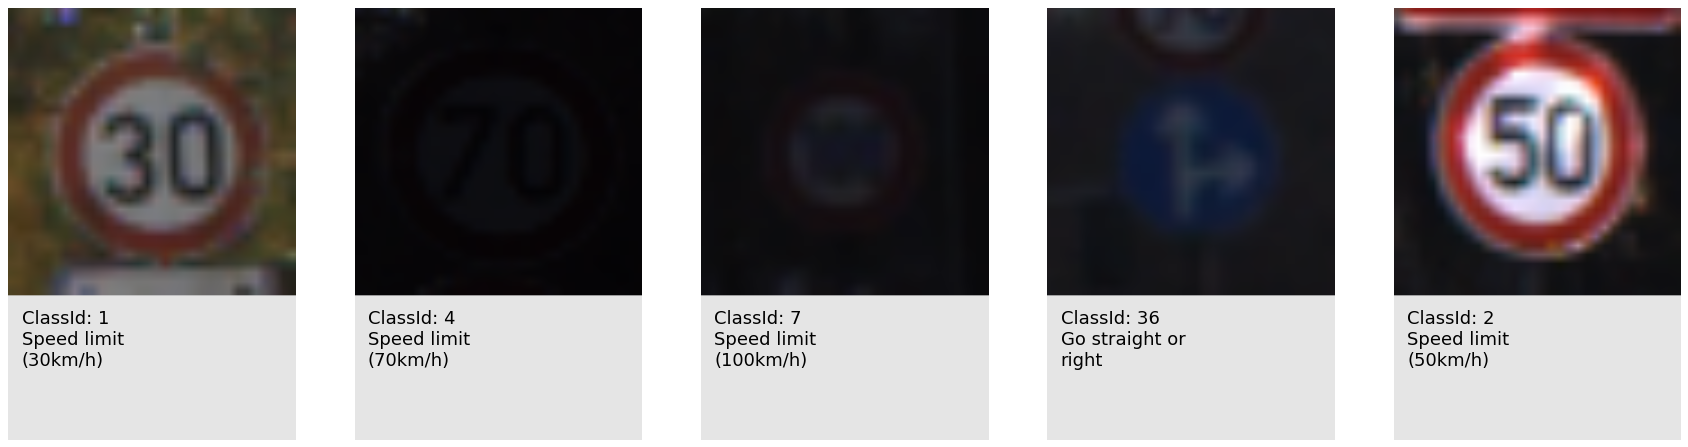 30
70
50
ClassId: 1
Speed limit
(30km/h)
ClassId: 4
Speed limit
(70km/h)
ClassId: 7
Speed limit
(100km/h)
ClassId: 36
Go straight or
right
ClassId: 2
Speed limit
(50km/h)